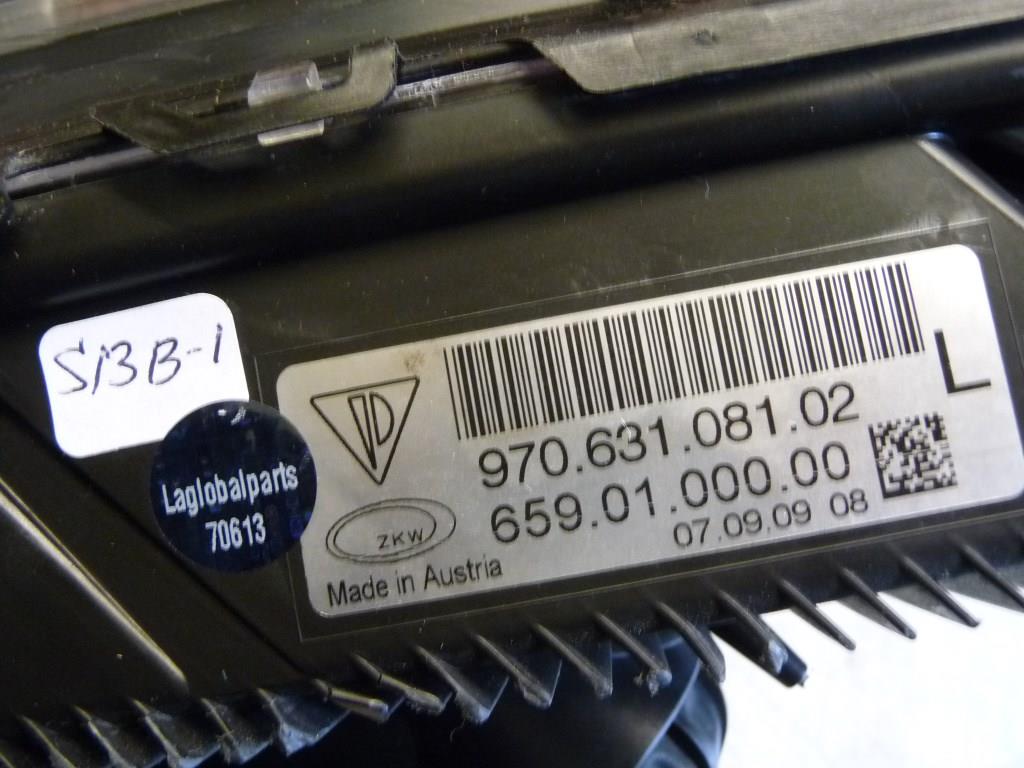 S13B-1
Laglobalparts
70613
L
970.631.081.02
659.01.000.00
07.09.09 08
ZKW
Made in Austria